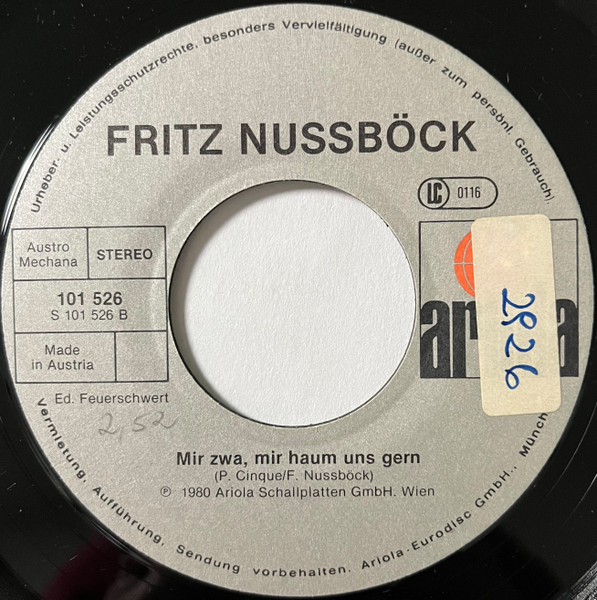 Urheber- u. Leistungsschutzrechte, besonders Vervielfältigung (außer zum persönl. Gebrauch),
FRITZ NUSSBÖCK
LC 0116
Austro
Mechana
STEREO
101 526
S 101 526 B
Made
in Austria
2926
Ed. Feuerschwert
2,52
Mir zwa, mir haum uns gern
(P. Cinque/F. Nussböck)
℗ 1980 Ariola Schallplatten GmbH. Wien
Vermietung, Aufführung, Sendung vorbehalten. Ariola-Eurodisc GmbH., Münch